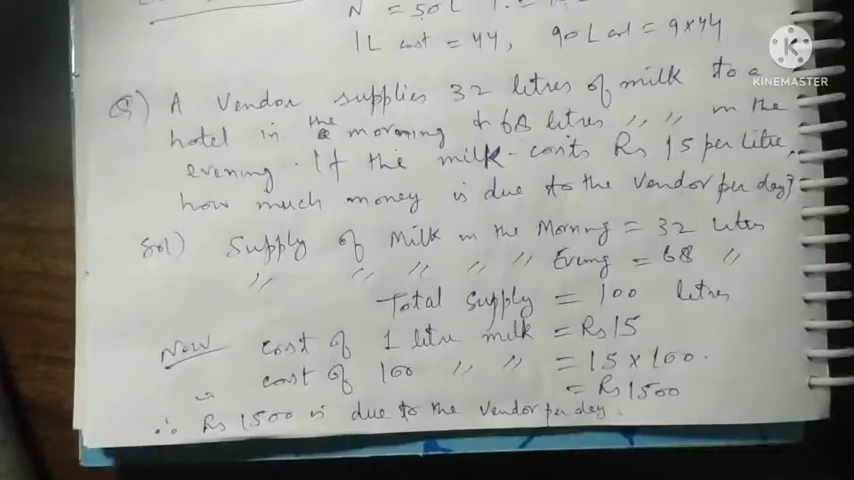 N = 50L
1L cost = 44, 90L cost = 9×44
KINEMASTER
Q) A Vendor supplies 32 litres of milk to a
hotel in the morning & 68 litres " " in the
evening. If the milk costs Rs 15 per litre,
how much money is due to the vendor per day?
Sol) Supply of Milk in the Morning = 32 litres
" " " " " Evening = 68 "
Total Supply = 100 litres
Now cost of 1 litre milk = Rs 15
cost of 100 " " = 15 × 100.
= Rs 1500
∴ Rs 1500 is due to the vendor per day.